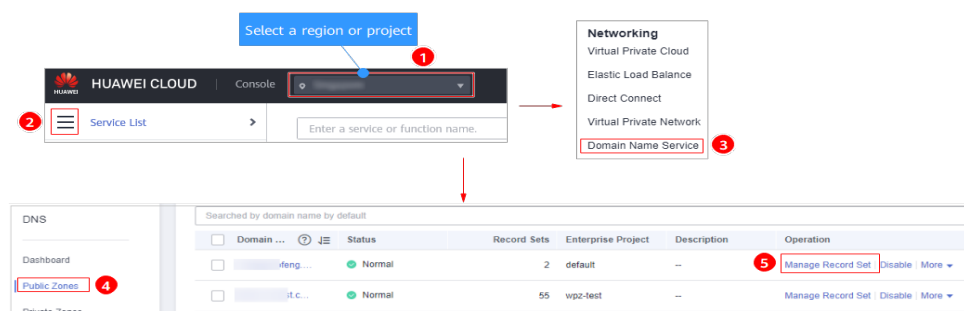 Select a region or project
1
HUAWEI
HUAWEI CLOUD
Console
2
Service List
Enter a service or function name.
Networking
Virtual Private Cloud
Elastic Load Balance
Direct Connect
Virtual Private Network
Domain Name Service
3
DNS
Dashboard
Public Zones
4
Private Zones
Searched by domain name by default
Domain ... Status Record Sets Enterprise Project Description Operation
feng.... Normal 2 default -- 5 Manage Record Set Disable More
t.c... Normal 55 wpz-test -- Manage Record Set Disable More